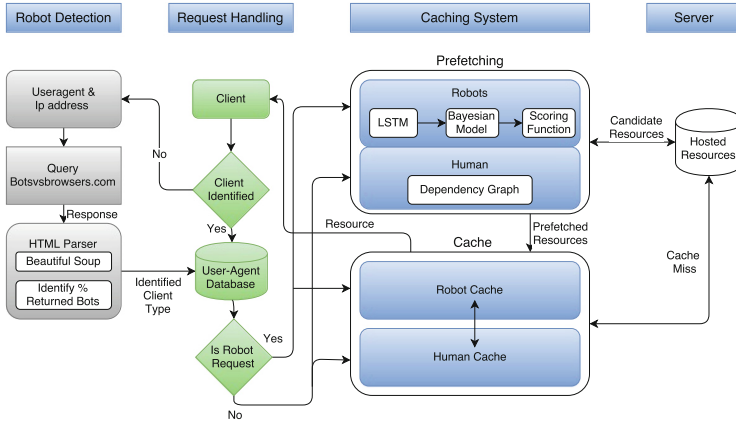 Robot Detection
Request Handling
Caching System
Server
Useragent &
Ip address
No
Query
Botsvsbrowsers.com
Response
HTML Parser
Beautiful Soup
Identify %
Returned Bots
Identified
Client
Type
Client
Client
Identified
Yes
User-Agent
Database
Is Robot
Request
Yes
No
Resource
Prefetching
Robots
LSTM
Bayesian
Model
Scoring
Function
Human
Dependency Graph
Prefetched
Resources
Cache
Robot Cache
Human Cache
Candidate
Resources
Hosted
Resources
Cache
Miss